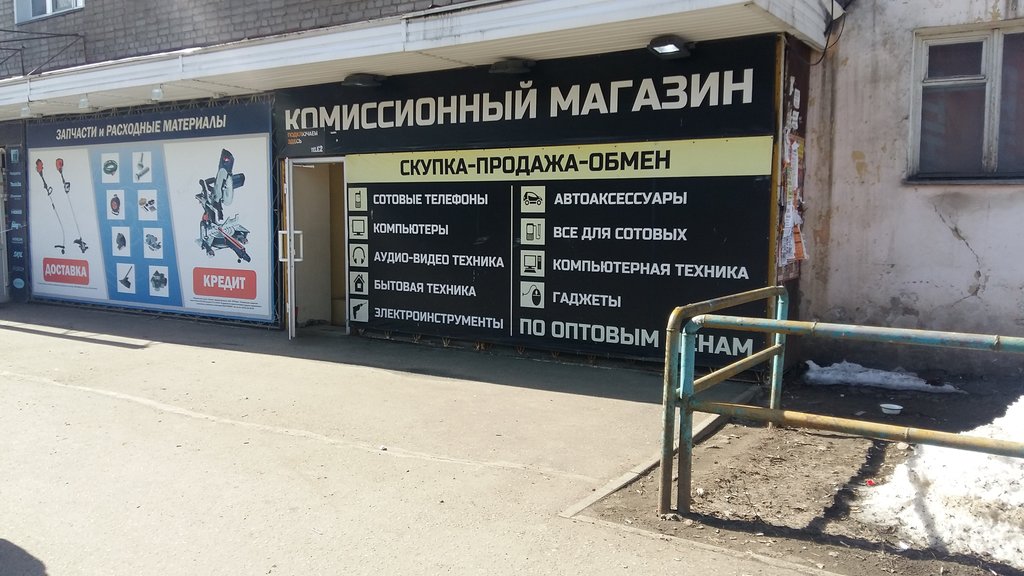 ЗАПЧАСТИ и РАСХОДНЫЕ МАТЕРИАЛЫ
ДОСТАВКА
КРЕДИТ
КОМИССИОННЫЙ МАГАЗИН
СКУПКА-ПРОДАЖА-ОБМЕН
СОТОВЫЕ ТЕЛЕФОНЫ
КОМПЬЮТЕРЫ
АУДИО-ВИДЕО ТЕХНИКА
БЫТОВАЯ ТЕХНИКА
ЭЛЕКТРОИНСТРУМЕНТЫ
АВТОАКСЕССУАРЫ
ВСЕ ДЛЯ СОТОВЫХ
КОМПЬЮТЕРНАЯ ТЕХНИКА
ГАДЖЕТЫ
ПО ОПТОВЫМ ЕНАМ